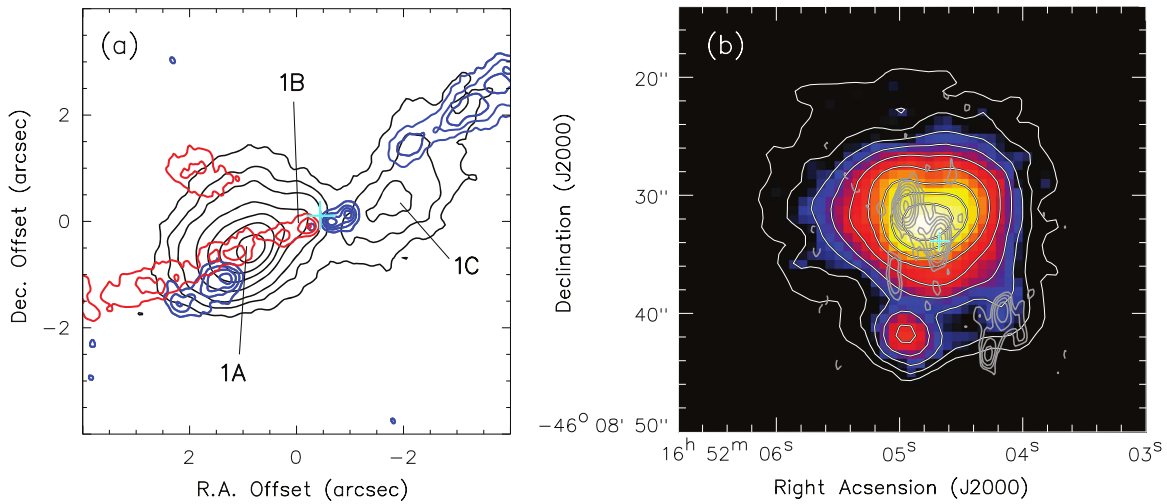 (a)
1B
1C
1A
2
0
−2
Dec. Offset (arcsec)
2
0
−2
R.A. Offset (arcsec)
(b)
20"
30"
40"
−46° 08' 50"
Declination (J2000)
16ʰ 52ᵐ 06ˢ
05ˢ
04ˢ
03ˢ
Right Acsension (J2000)